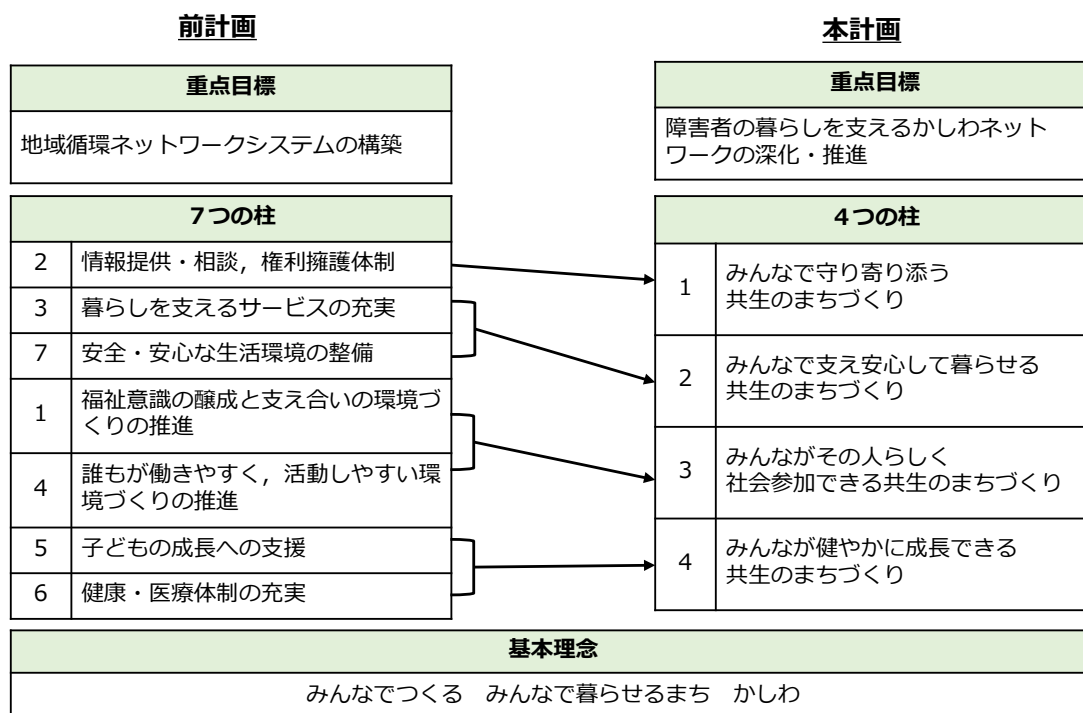 前計画
本計画
重点目標
地域循環ネットワークシステムの構築
重点目標
障害者の暮らしを支えるかしわネット
ワークの深化・推進
7つの柱
2 情報提供・相談，権利擁護体制
3 暮らしを支えるサービスの充実
7 安全・安心な生活環境の整備
1 福祉意識の醸成と支え合いの環境づ
くりの推進
4 誰もが働きやすく，活動しやすい環
境づくりの推進
5 子どもの成長への支援
6 健康・医療体制の充実
4つの柱
1 みんなで守り寄り添う
共生のまちづくり
2 みんなで支え安心して暮らせる
共生のまちづくり
3 みんながその人らしく
社会参加できる共生のまちづくり
4 みんなが健やかに成長できる
共生のまちづくり
基本理念
みんなでつくる　みんなで暮らせるまち　かしわ